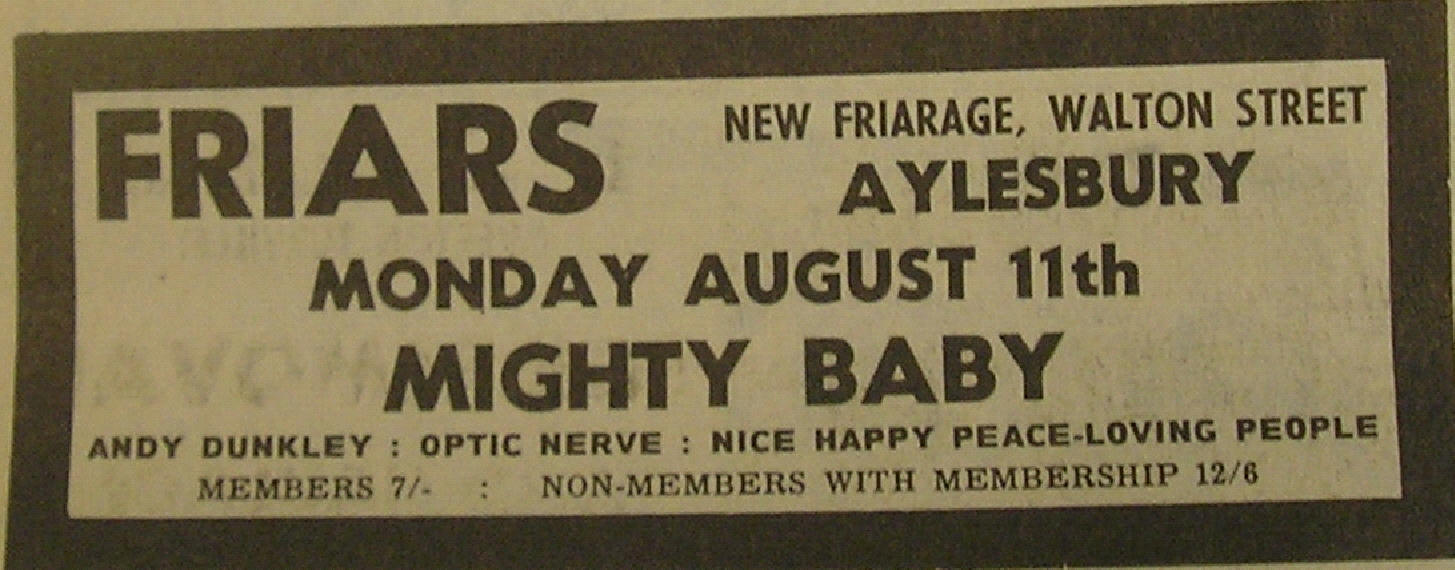 FRIARS
NEW FRIARAGE, WALTON STREET
AYLESBURY
MONDAY AUGUST 11th
MIGHTY BABY
ANDY DUNKLEY : OPTIC NERVE : NICE HAPPY PEACE-LOVING PEOPLE
MEMBERS 7/- : NON-MEMBERS WITH MEMBERSHIP 12/6